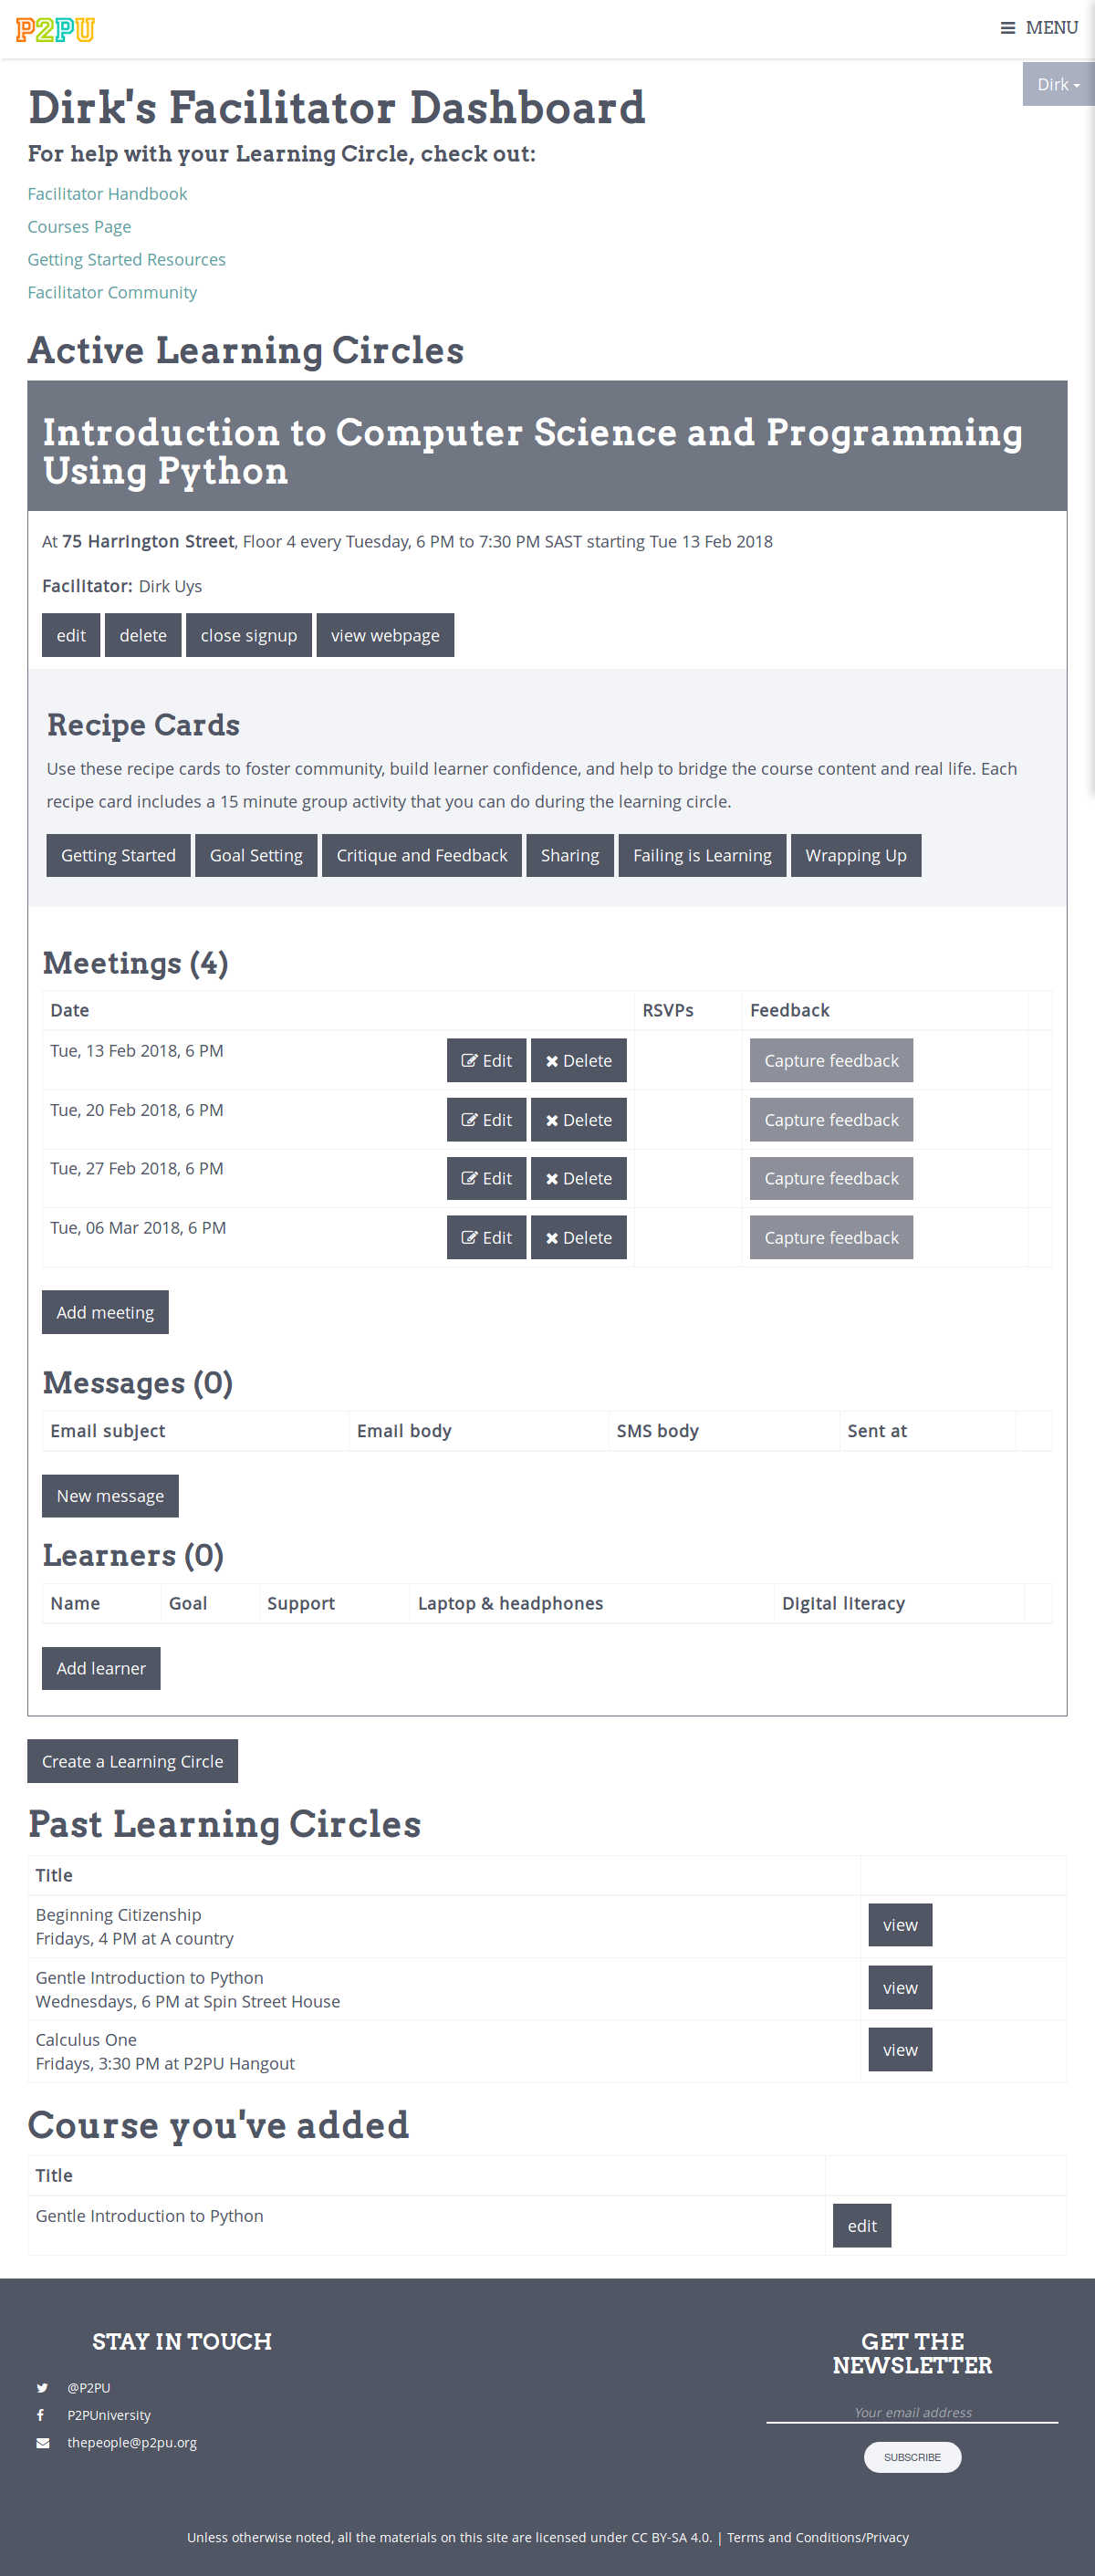 P2PU
MENU
Dirk
Dirk's Facilitator Dashboard
For help with your Learning Circle, check out:
Facilitator Handbook
Courses Page
Getting Started Resources
Facilitator Community
Active Learning Circles
Introduction to Computer Science and Programming
Using Python
At 75 Harrington Street, Floor 4 every Tuesday, 6 PM to 7:30 PM SAST starting Tue 13 Feb 2018
Facilitator: Dirk Uys
edit delete close signup view webpage
Recipe Cards
Use these recipe cards to foster community, build learner confidence, and help to bridge the course content and real life. Each
recipe card includes a 15 minute group activity that you can do during the learning circle.
Getting Started Goal Setting Critique and Feedback Sharing Failing is Learning Wrapping Up
Meetings (4)
Date RSVPs Feedback
Tue, 13 Feb 2018, 6 PM Edit Delete Capture feedback
Tue, 20 Feb 2018, 6 PM Edit Delete Capture feedback
Tue, 27 Feb 2018, 6 PM Edit Delete Capture feedback
Tue, 06 Mar 2018, 6 PM Edit Delete Capture feedback
Add meeting
Messages (0)
Email subject Email body SMS body Sent at
New message
Learners (0)
Name Goal Support Laptop & headphones Digital literacy
Add learner
Create a Learning Circle
Past Learning Circles
Title
Beginning Citizenship
Fridays, 4 PM at A country
view
Gentle Introduction to Python
Wednesdays, 6 PM at Spin Street House
view
Calculus One
Fridays, 3:30 PM at P2PU Hangout
view
Course you've added
Title
Gentle Introduction to Python
edit
STAY IN TOUCH
@P2PU
P2PUniversity
thepeople@p2pu.org
GET THE
NEWSLETTER
Your email address
SUBSCRIBE
Unless otherwise noted, all the materials on this site are licensed under CC BY-SA 4.0. | Terms and Conditions/Privacy